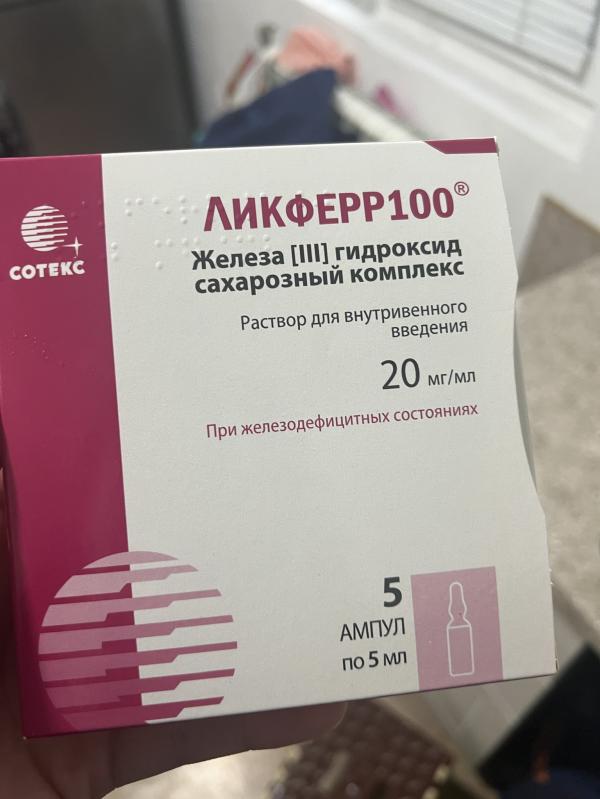 ЛИКФЕРР100®
Железа [III] гидроксид
сахарозный комплекс
СОТЕКС
Раствор для внутривенного
введения
20 мг/мл
При железодефицитных состояниях
5
АМПУЛ
по 5 мл